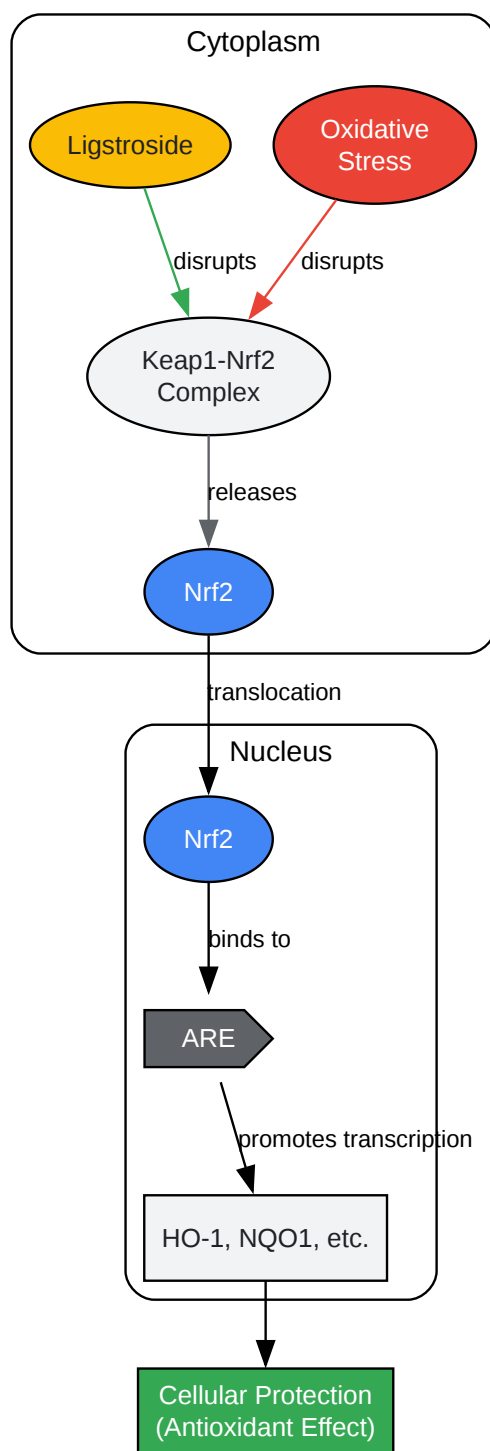 Cytoplasm
Ligstroside
Oxidative
Stress
disrupts
disrupts
Keap1-Nrf2
Complex
releases
Nrf2
translocation
Nucleus
Nrf2
binds to
ARE
promotes transcription
HO-1, NQO1, etc.
Cellular Protection
(Antioxidant Effect)